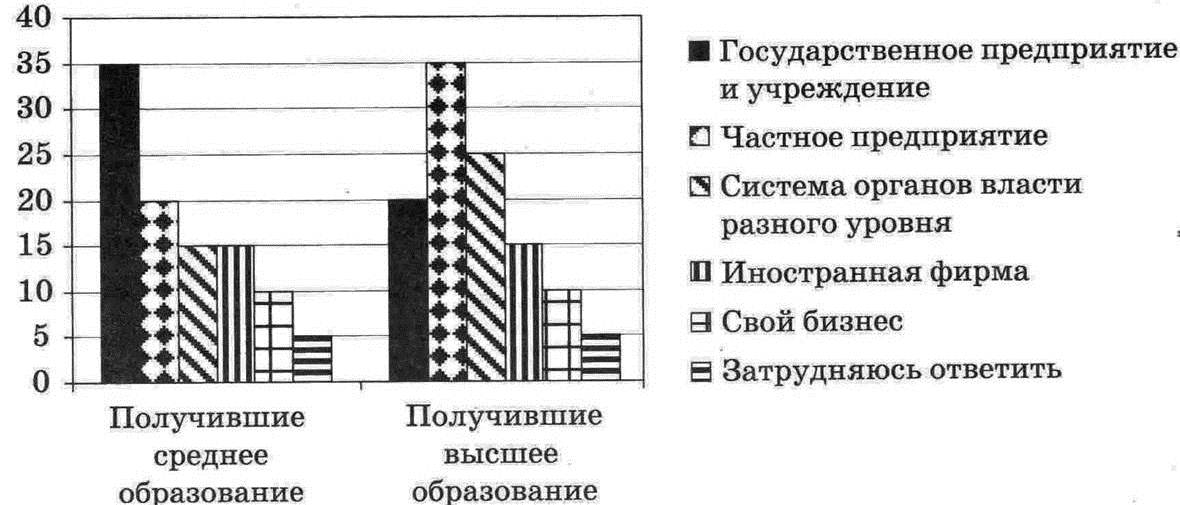 40
35
30
25
20
15
10
5
0
Получившие
среднее
образование
Получившие
высшее
образование
Государственное предприятие
и учреждение
Частное предприятие
Система органов власти
разного уровня
Иностранная фирма
Свой бизнес
Затрудняюсь ответить